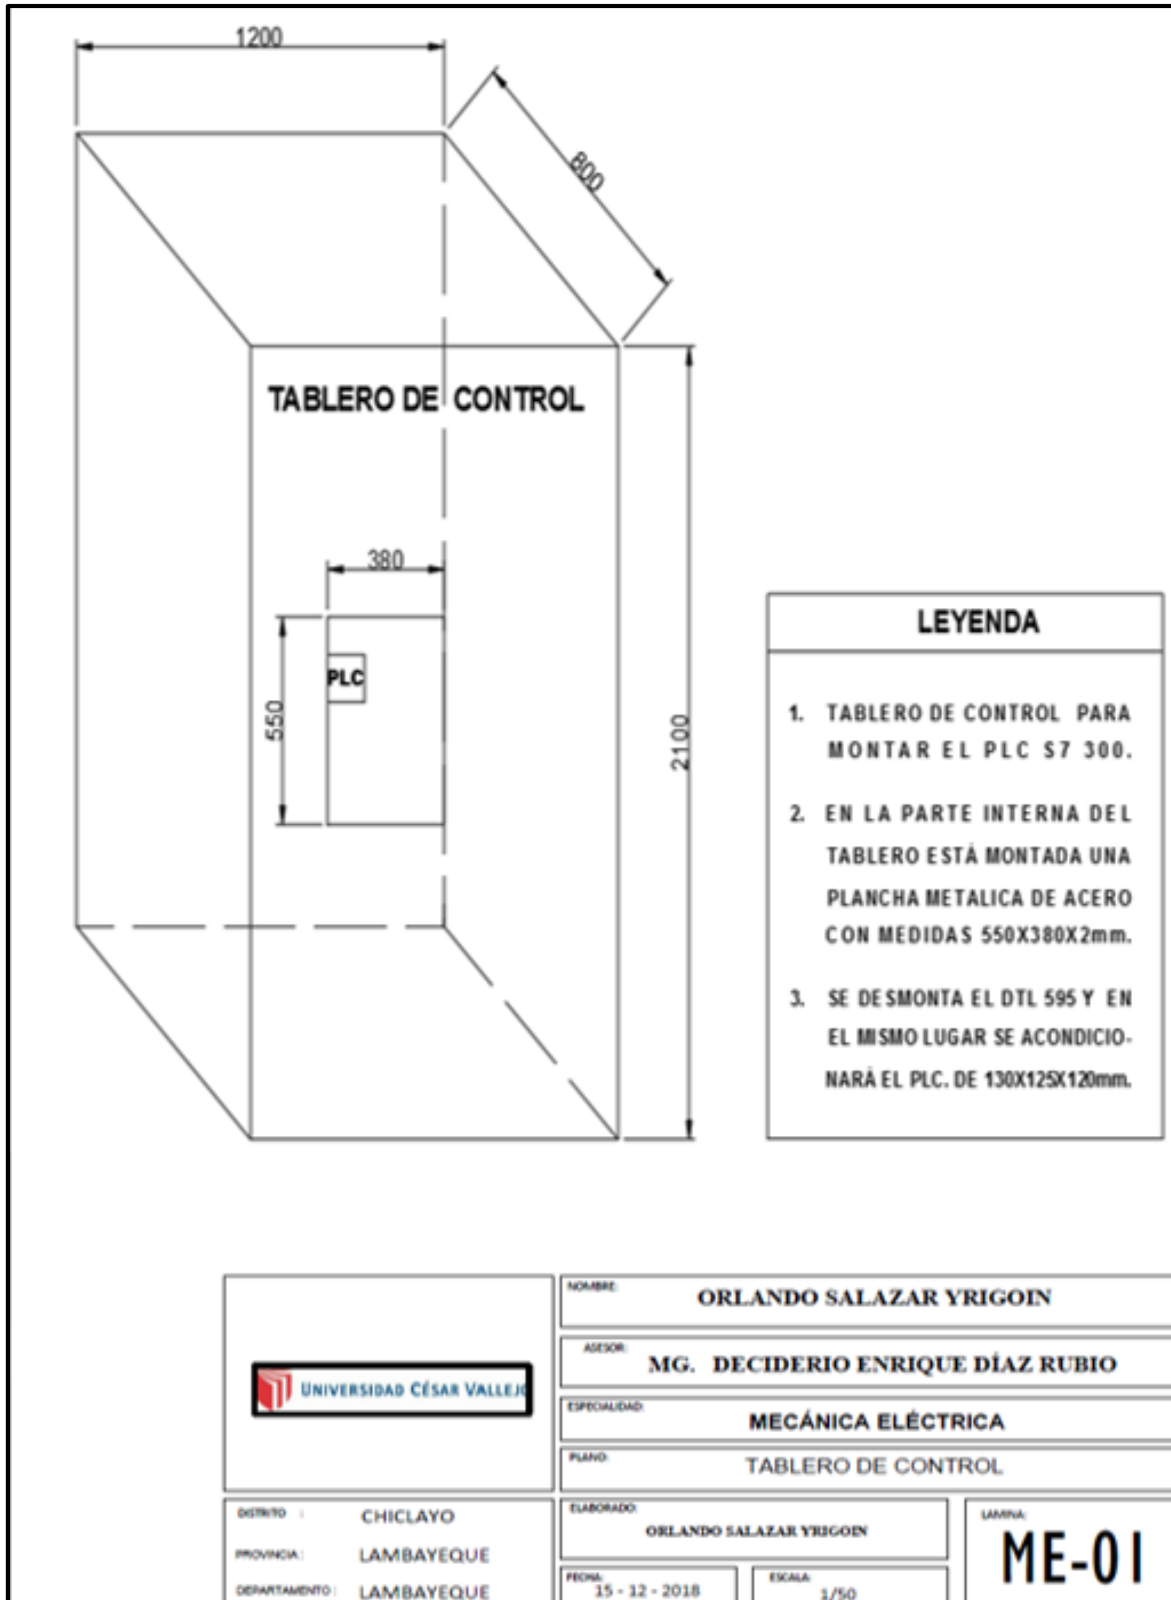 1200
800
TABLERO DE CONTROL
380
PLC
550
2100
LEYENDA
1. TABLERO DE CONTROL PARA
MONTAR EL PLC S7 300.
2. EN LA PARTE INTERNA DEL
TABLERO ESTÁ MONTADA UNA
PLANCHA METALICA DE ACERO
CON MEDIDAS 550X380X2mm.
3. SE DESMONTA EL DTL 595 Y EN
EL MISMO LUGAR SE ACONDICIO-
NARÁ EL PLC. DE 130X125X120mm.
UNIVERSIDAD CÉSAR VALLEJO
NOMBRE:
ORLANDO SALAZAR YRIGOIN
ASESOR:
MG. DECIDERIO ENRIQUE DÍAZ RUBIO
ESPECIALIDAD:
MECÁNICA ELÉCTRICA
PLANO:
TABLERO DE CONTROL
DISTRITO : CHICLAYO
PROVINCIA : LAMBAYEQUE
DEPARTAMENTO : LAMBAYEQUE
ELABORADO:
ORLANDO SALAZAR YRIGOIN
FECHA:
15 - 12 - 2018
ESCALA:
1/50
LAMINA:
ME-01